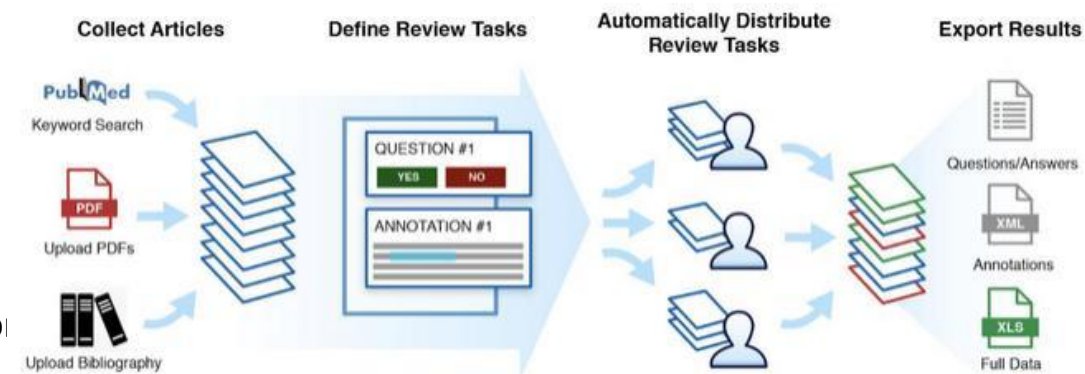 Collect Articles
Define Review Tasks
Automatically Distribute
Review Tasks
Export Results
PubMed
Keyword Search
PDF
Upload PDFs
Upload Bibliography
QUESTION #1
YES NO
ANNOTATION #1
Questions/Answers
XML
Annotations
XLS
Full Data